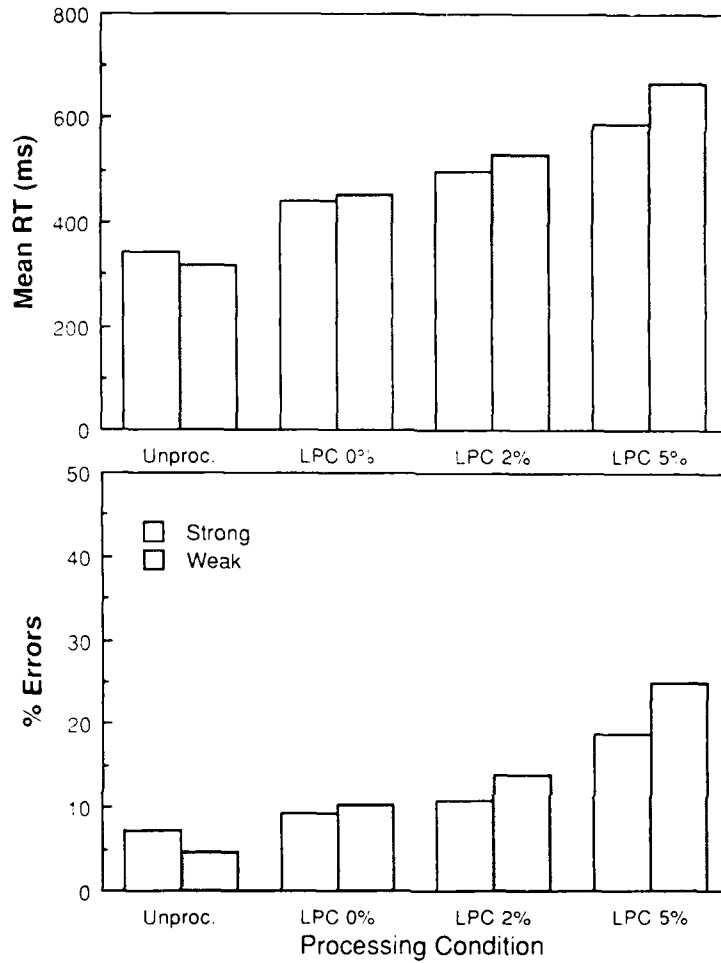 800
600
400
200
0
Mean RT (ms)
Unproc. LPC 0% LPC 2% LPC 5%
50
40
30
20
10
0
% Errors
Strong
Weak
Unproc. LPC 0% LPC 2% LPC 5%
Processing Condition